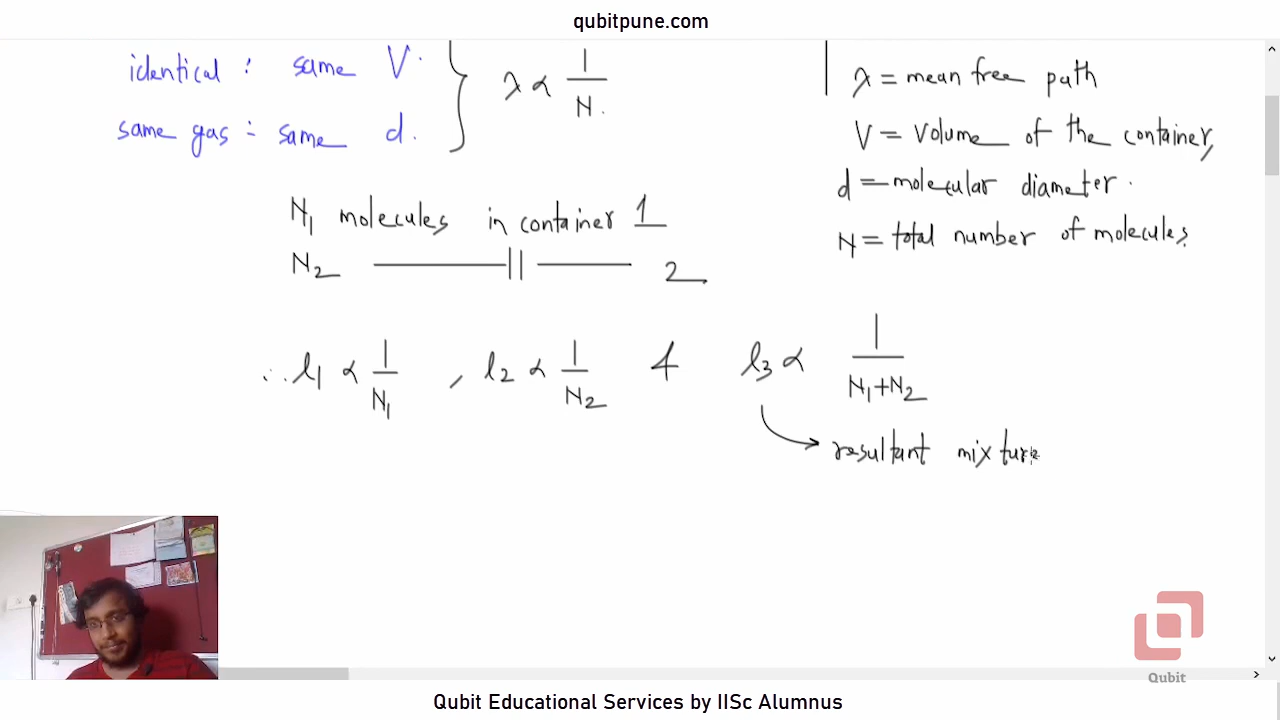 qubitpune.com
identical : same V.
same gas : same d.
λ ∝ 1/N.
λ = mean free path
V = Volume of the container,
d = molecular diameter.
N = total number of molecules.
N₁ molecules in container 1
N₂ ——||—— 2
∴ l₁ ∝ 1/N₁ , l₂ ∝ 1/N₂ & l₃ ∝ 1/N₁+N₂
→ resultant mixture
Qubit
Qubit Educational Services by IISc Alumnus